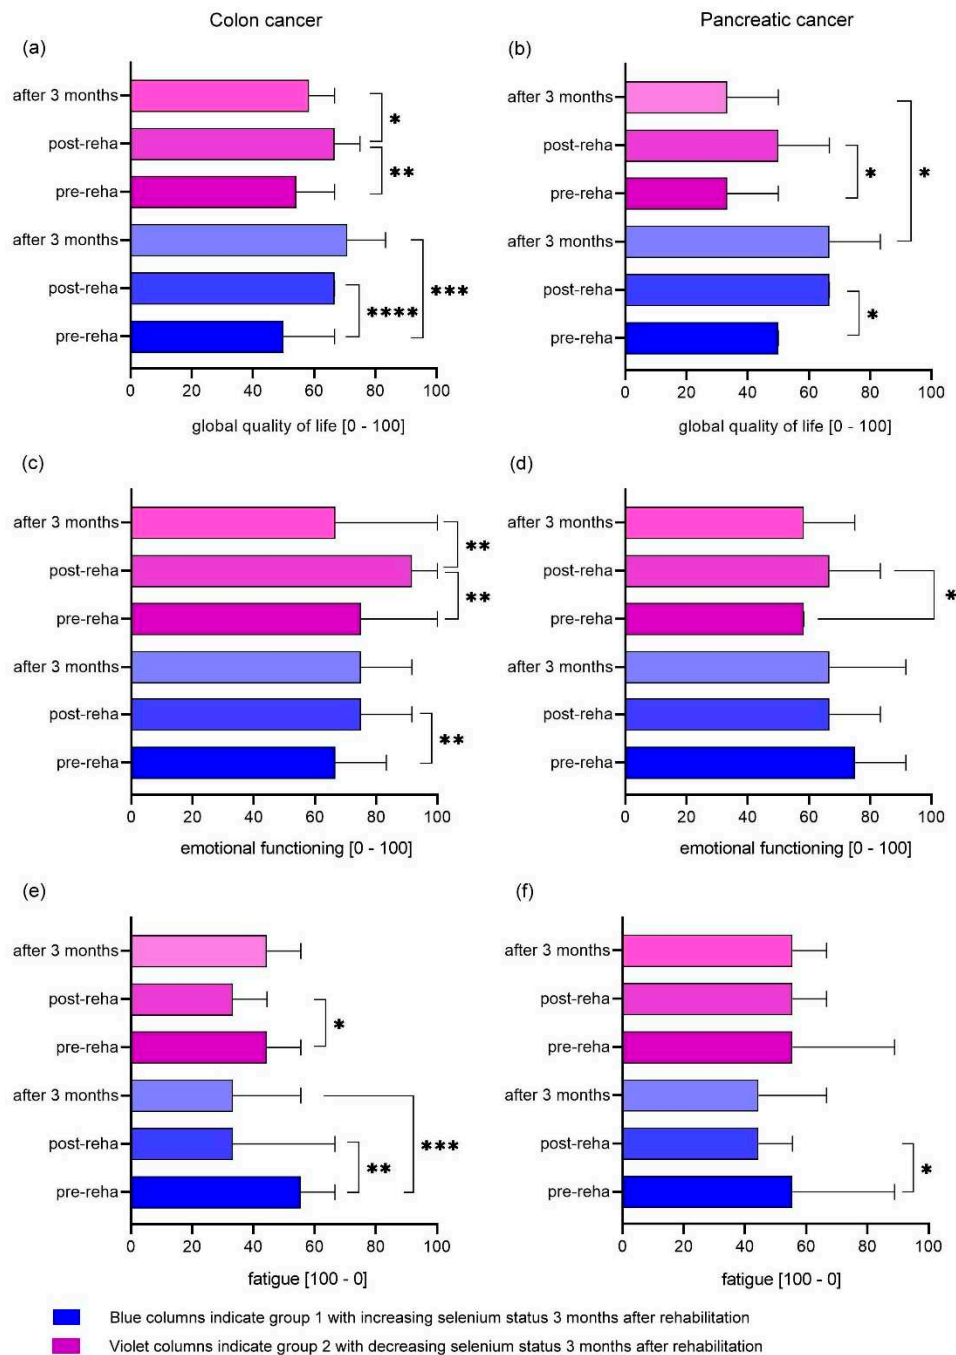 Colon cancer
Pancreatic cancer
(a)
after 3 months
*
post-reha
**
pre-reha
after 3 months
***
post-reha
****
pre-reha
0 20 40 60 80 100
global quality of life [0 - 100]
(b)
after 3 months
post-reha
*
*
pre-reha
after 3 months
post-reha
*
pre-reha
0 20 40 60 80 100
global quality of life [0 - 100]
(c)
after 3 months
**
post-reha
**
pre-reha
after 3 months
post-reha
**
pre-reha
0 20 40 60 80 100
emotional functioning [0 - 100]
(d)
after 3 months
post-reha
*
pre-reha
after 3 months
post-reha
pre-reha
0 20 40 60 80 100
emotional functioning [0 - 100]
(e)
after 3 months
post-reha
*
pre-reha
after 3 months
***
post-reha
**
pre-reha
0 20 40 60 80 100
fatigue [100 - 0]
(f)
after 3 months
post-reha
pre-reha
after 3 months
post-reha
*
pre-reha
0 20 40 60 80 100
fatigue [100 - 0]
Blue columns indicate group 1 with increasing selenium status 3 months after rehabilitation
Violet columns indicate group 2 with decreasing selenium status 3 months after rehabilitation